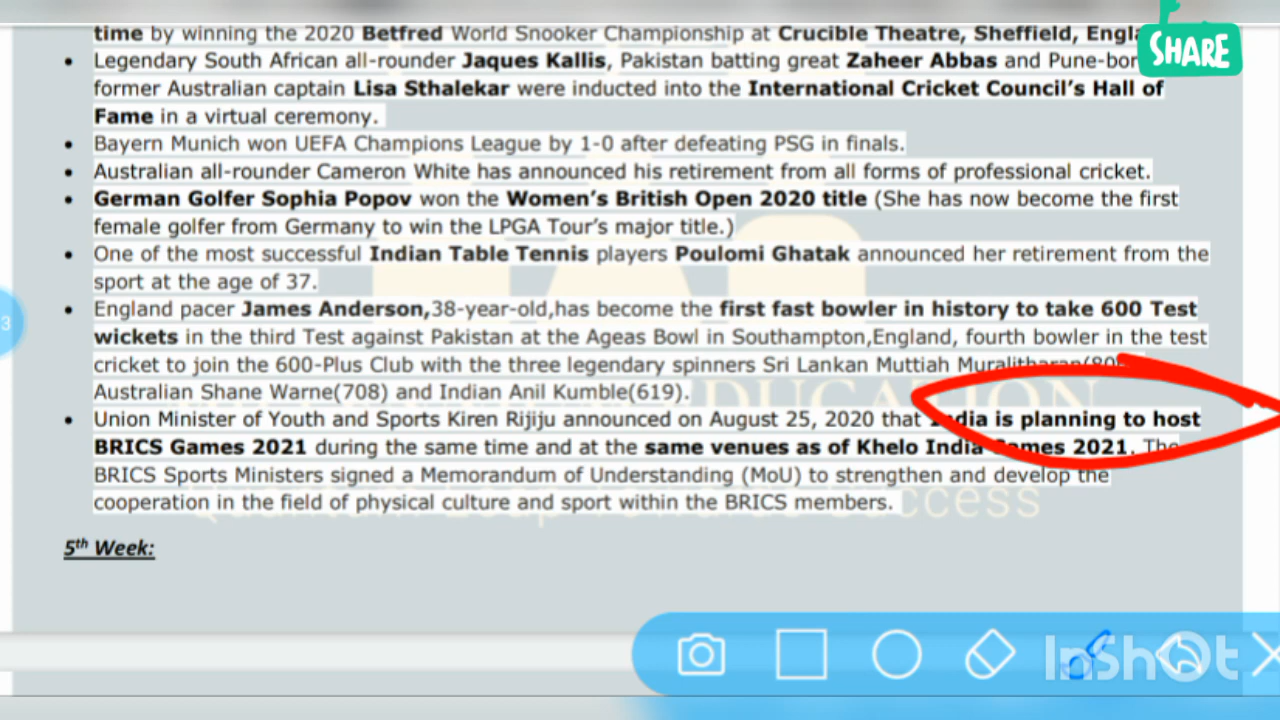 time by winning the 2020 Betfred World Snooker Championship at Crucible Theatre, Sheffield,
SHARE
• Legendary South African all-rounder Jaques Kallis, Pakistan batting great Zaheer Abbas and
former Australian captain Lisa Sthalekar were inducted into the International Cricket Council's Hall of
Fame in a virtual ceremony.
• Bayern Munich won UEFA Champions League by 1-0 after defeating PSG in finals.
• Australian all-rounder Cameron White has announced his retirement from all forms of professional cricket.
• German Golfer Sophia Popov won the Women's British Open 2020 title (She has now become the first
female golfer from Germany to win the LPGA Tour's major title.)
• One of the most successful Indian Table Tennis players Poulomi Ghatak announced her retirement from the
sport at the age of 37.
• England pacer James Anderson,38-year-old,has become the first fast bowler in history to take 600 Test
wickets in the third Test against Pakistan at the Ageas Bowl in Southampton,England, fourth bowler in the test
cricket to join the 600-Plus Club with the three legendary spinners Sri Lankan Muttiah Muralitharan
Australian Shane Warne(708) and Indian Anil Kumble(619).
• Union Minister of Youth and Sports Kiren Rijiju announced on August 25, 2020 that India is planning to host
BRICS Games 2021 during the same time and at the same venues as of Khelo India Games 2021. The
BRICS Sports Ministers signed a Memorandum of Understanding (MoU) to strengthen and develop the
cooperation in the field of physical culture and sport within the BRICS members.
5th Week:
3
InShOt